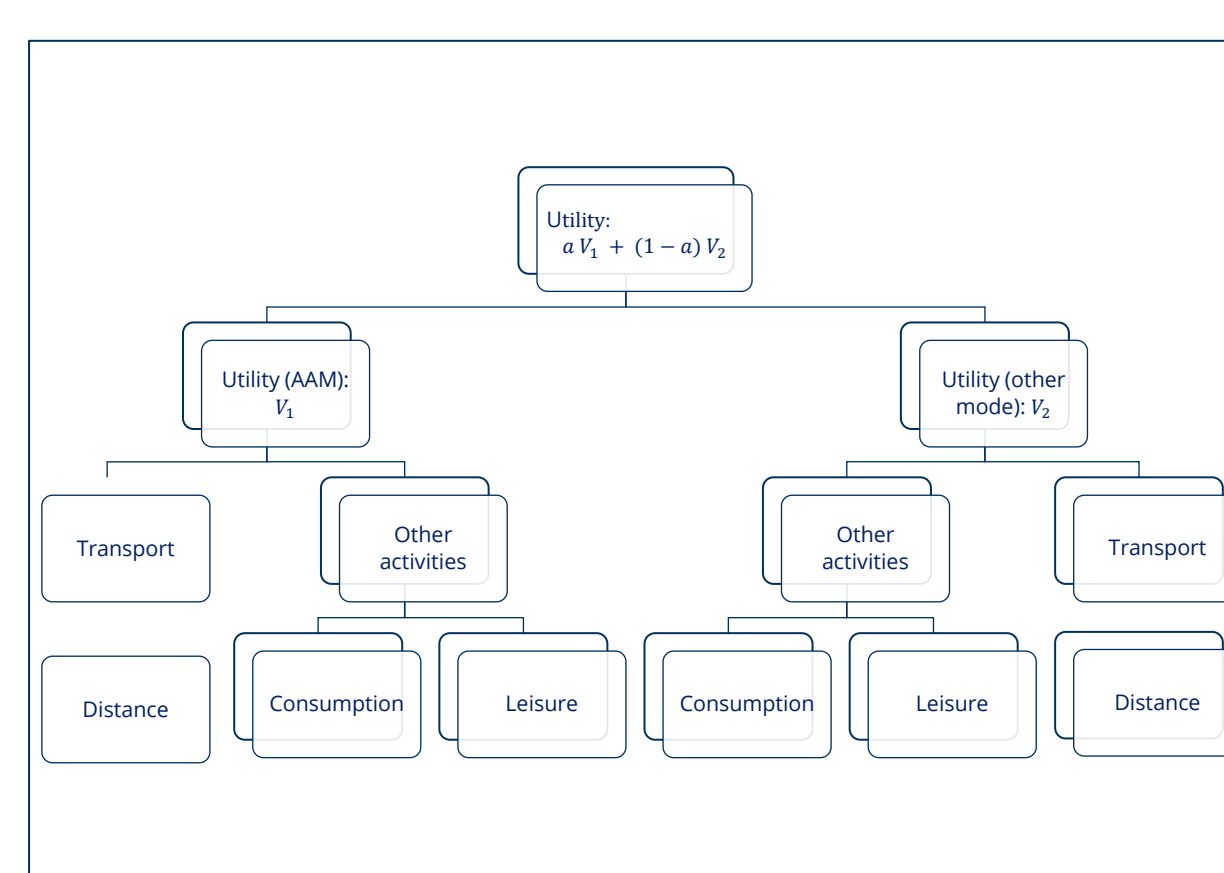 Utility:
a V₁ + (1 − a) V₂
Utility (AAM):
V₁
Utility (other
mode): V₂
Transport
Other
activities
Other
activities
Transport
Distance
Consumption
Leisure
Consumption
Leisure
Distance